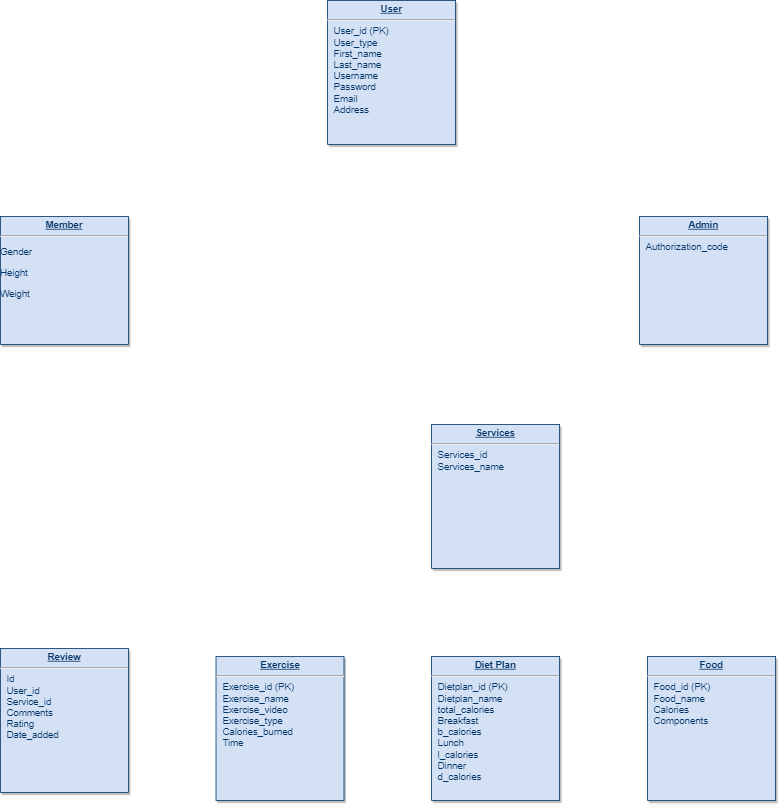 User
User_id (PK)
User_type
First_name
Last_name
Username
Password
Email
Address
Member
Gender
Height
Weight
Admin
Authorization_code
Services
Services_id
Services_name
Review
Id
User_id
Service_id
Comments
Rating
Date_added
Exercise
Exercise_id (PK)
Exercise_name
Exercise_video
Exercise_type
Calories_burned
Time
Diet Plan
Dietplan_id (PK)
Dietplan_name
total_calories
Breakfast
b_calories
Lunch
l_calories
Dinner
d_calories
Food
Food_id (PK)
Food_name
Calories
Components